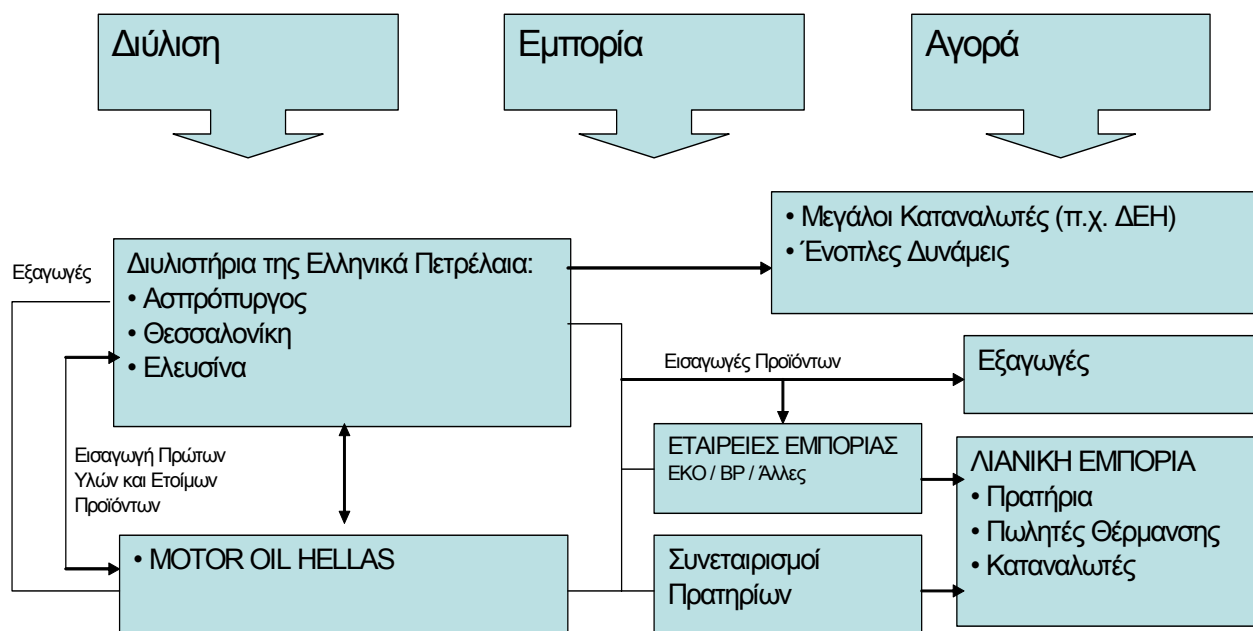 Διύλιση
Εμπορία
Αγορά
• Μεγάλοι Καταναλωτές (π.χ. ΔΕΗ)
• Ένοπλες Δυνάμεις
Εξαγωγές
Διυλιστήρια της Ελληνικά Πετρέλαια:
• Ασπρόπυργος
• Θεσσαλονίκη
• Ελευσίνα
Εισαγωγές Προϊόντων
Εξαγωγές
Εισαγωγή Πρώτων
Υλών και Ετοίμων
Προϊόντων
ΕΤΑΙΡΕΙΕΣ ΕΜΠΟΡΙΑΣ
ΕΚΟ / BP / Άλλες
ΛΙΑΝΙΚΗ ΕΜΠΟΡΙΑ
• Πρατήρια
• Πωλητές Θέρμανσης
• Καταναλωτές
• MOTOR OIL HELLAS
Συνεταιρισμοί
Πρατηρίων